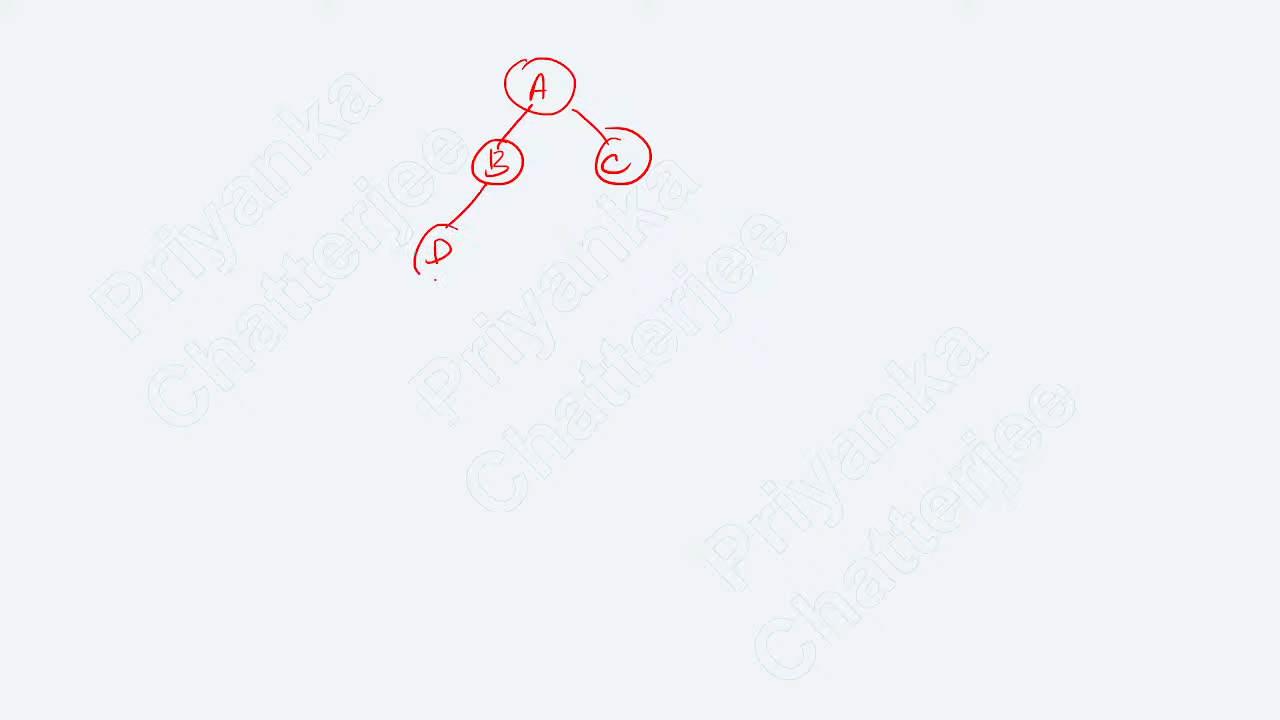 A
B
C
D
Priyanka
Chatterjee
Priyanka
Chatterjee
Priyanka
Chatterjee